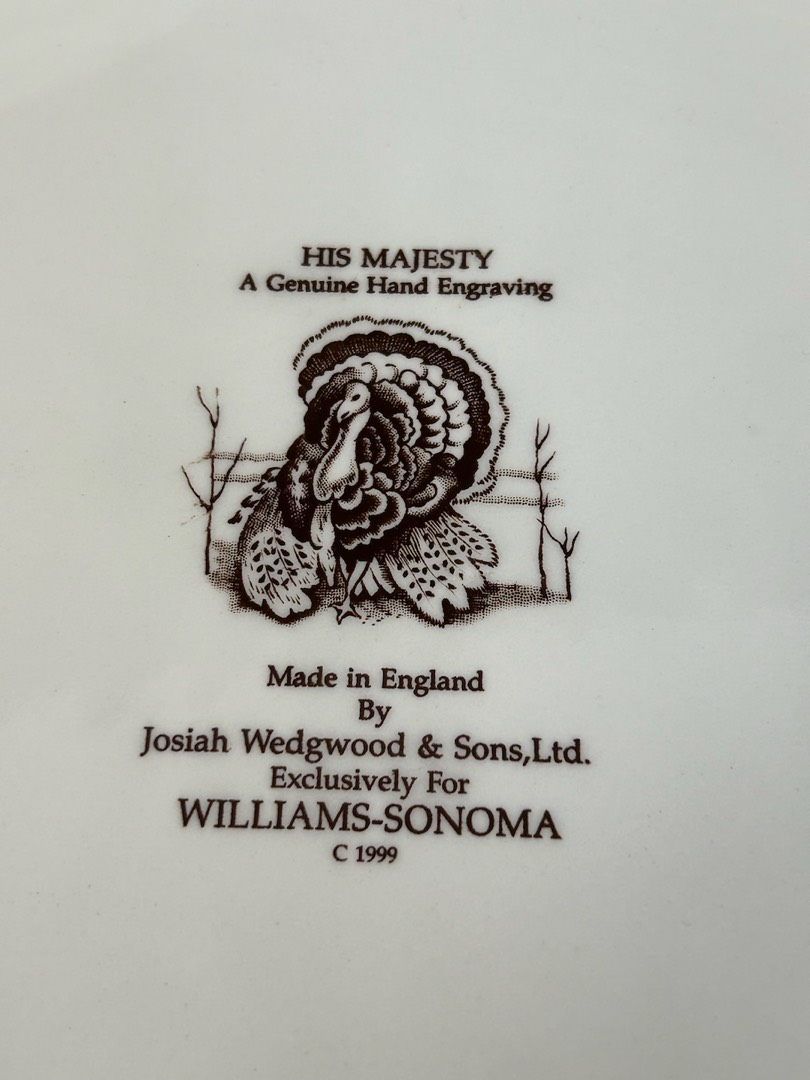 HIS MAJESTY
A Genuine Hand Engraving
Made in England
By
Josiah Wedgwood & Sons,Ltd.
Exclusively For
WILLIAMS-SONOMA
C 1999